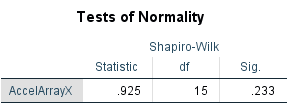 Tests of Normality
Shapiro-Wilk
Statistic df Sig.
AccelArrayX .925 15 .233